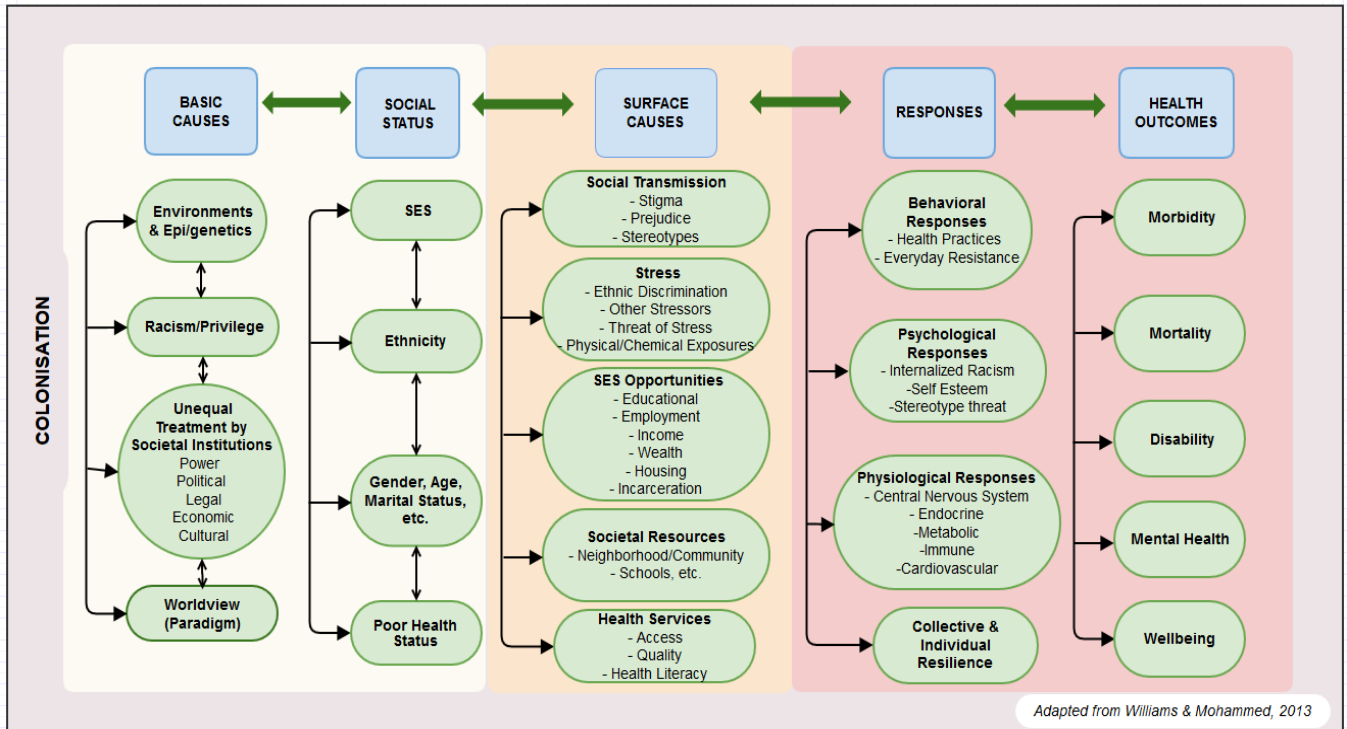 COLONISATION
BASIC
CAUSES
Environments
& Epi/genetics
Racism/Privilege
Unequal
Treatment by
Societal Institutions
Power
Political
Legal
Economic
Cultural
Worldview
(Paradigm)
SOCIAL
STATUS
SES
Ethnicity
Gender, Age,
Marital Status,
etc.
Poor Health
Status
SURFACE
CAUSES
Social Transmission
- Stigma
- Prejudice
- Stereotypes
Stress
- Ethnic Discrimination
- Other Stressors
- Threat of Stress
- Physical/Chemical Exposures
SES Opportunities
- Educational
- Employment
- Income
- Wealth
- Housing
- Incarceration
Societal Resources
- Neighborhood/Community
- Schools, etc.
Health Services
- Access
- Quality
- Health Literacy
RESPONSES
Behavioral
Responses
- Health Practices
- Everyday Resistance
Psychological
Responses
- Internalized Racism
-Self Esteem
-Stereotype threat
Physiological Responses
- Central Nervous System
- Endocrine
- Metabolic
- Immune
- Cardiovascular
Collective &
Individual
Resilience
HEALTH
OUTCOMES
Morbidity
Mortality
Disability
Mental Health
Wellbeing
Adapted from Williams & Mohammed, 2013